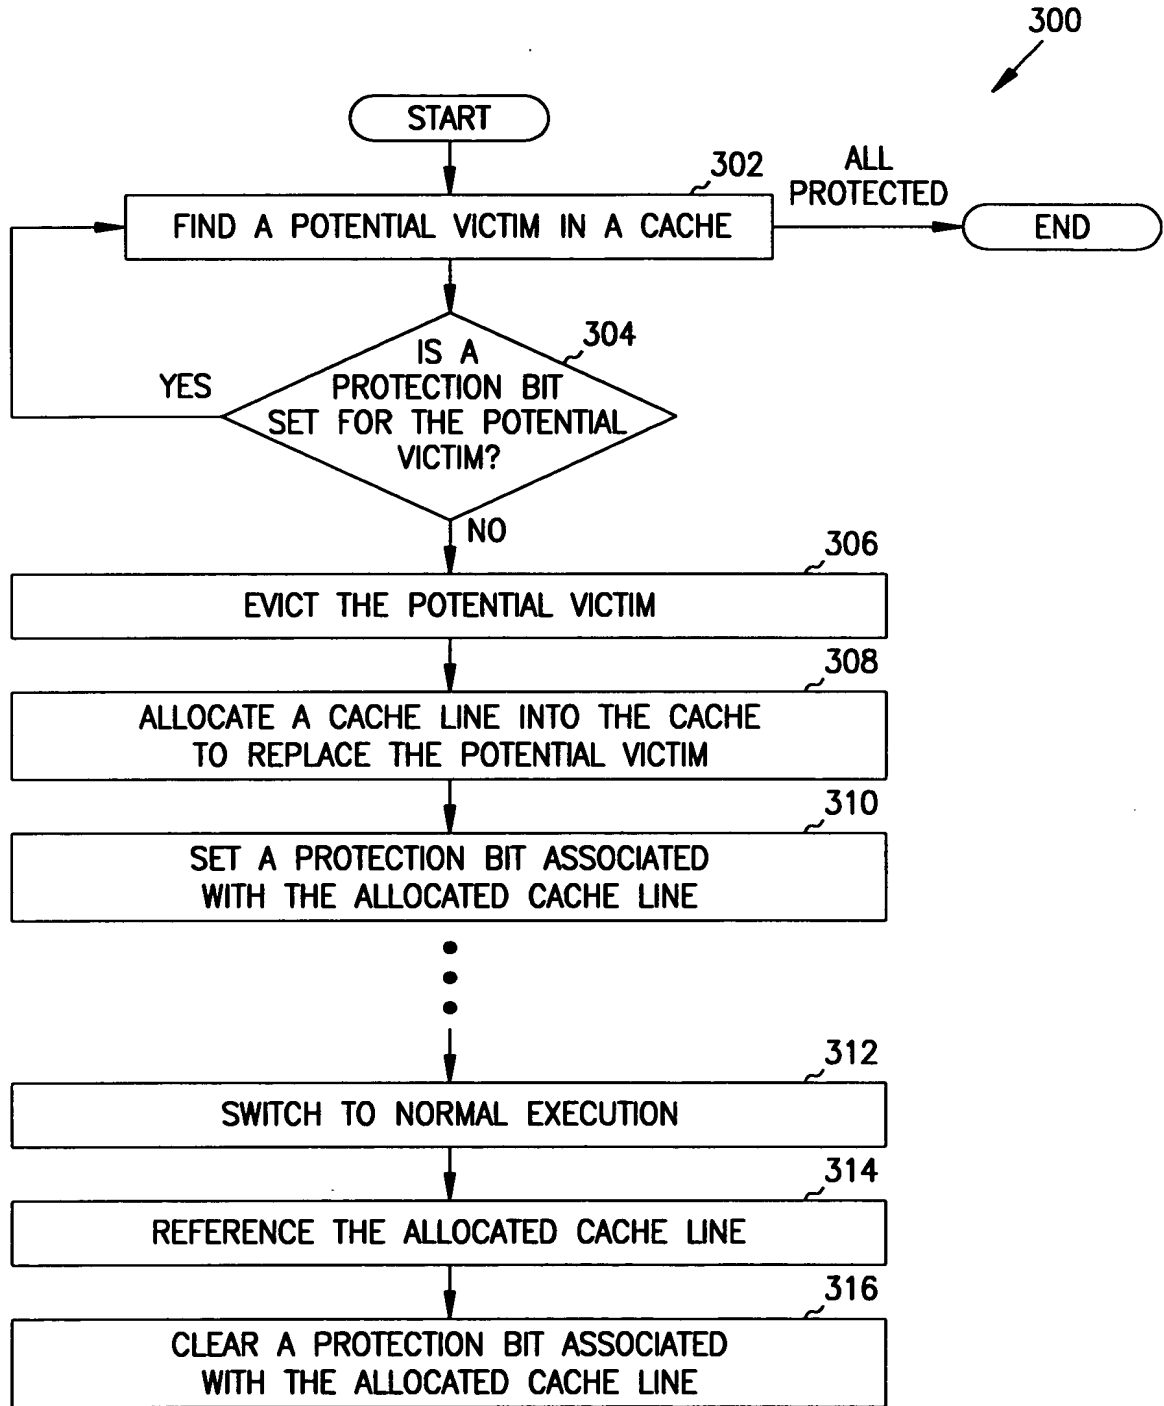 300
START
302
ALL
PROTECTED
FIND A POTENTIAL VICTIM IN A CACHE
END
304
IS A
PROTECTION BIT
SET FOR THE POTENTIAL
VICTIM?
YES
NO
306
EVICT THE POTENTIAL VICTIM
308
ALLOCATE A CACHE LINE INTO THE CACHE
TO REPLACE THE POTENTIAL VICTIM
310
SET A PROTECTION BIT ASSOCIATED
WITH THE ALLOCATED CACHE LINE
312
SWITCH TO NORMAL EXECUTION
314
REFERENCE THE ALLOCATED CACHE LINE
316
CLEAR A PROTECTION BIT ASSOCIATED
WITH THE ALLOCATED CACHE LINE